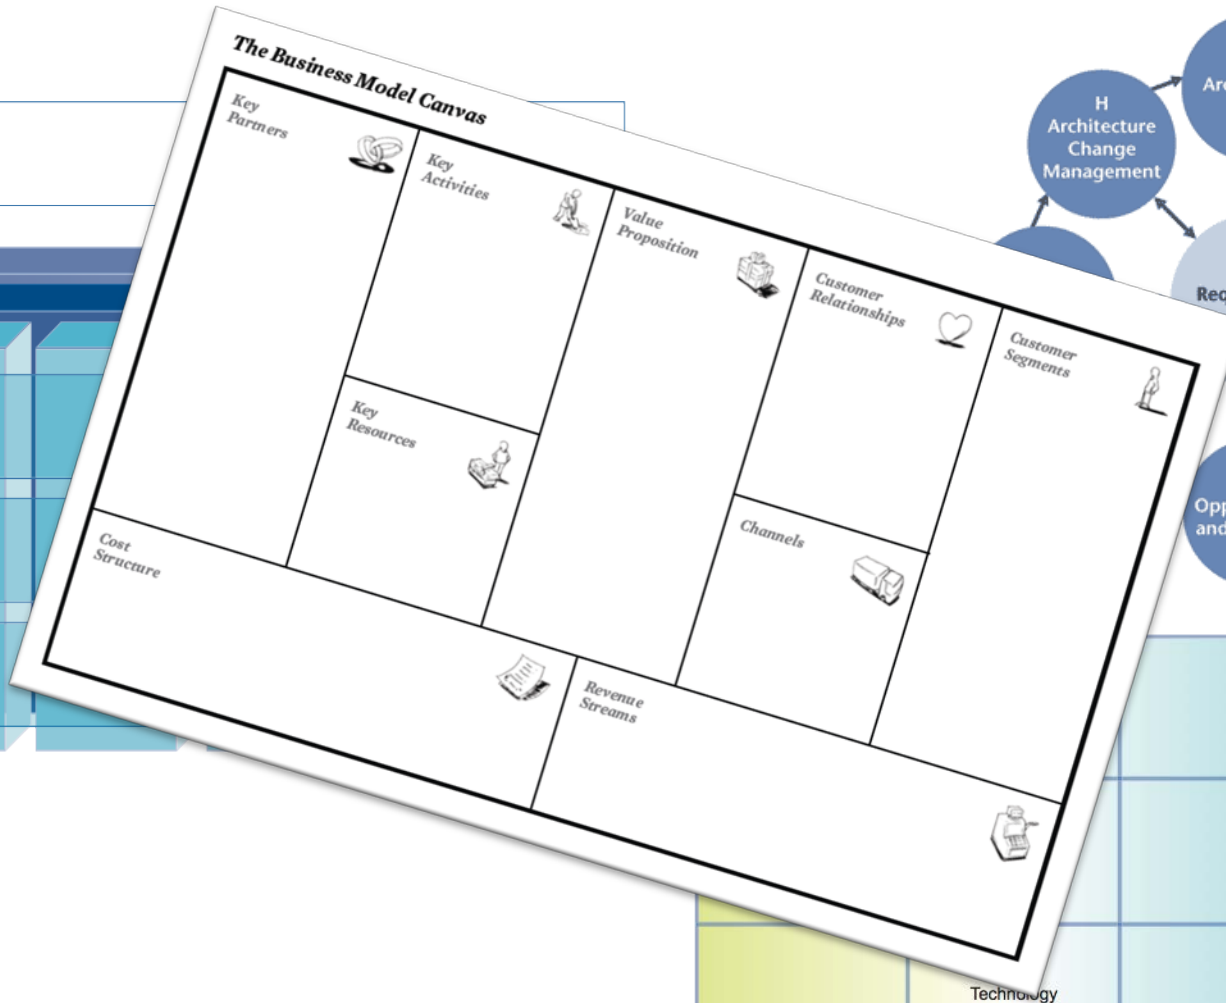 The Business Model Canvas
Key
Partners
Key
Activities
Value
Proposition
Customer
Relationships
Customer
Segments
Key
Resources
Channels
Cost
Structure
Revenue
Streams
H
Architecture
Change
Management
and
Technology